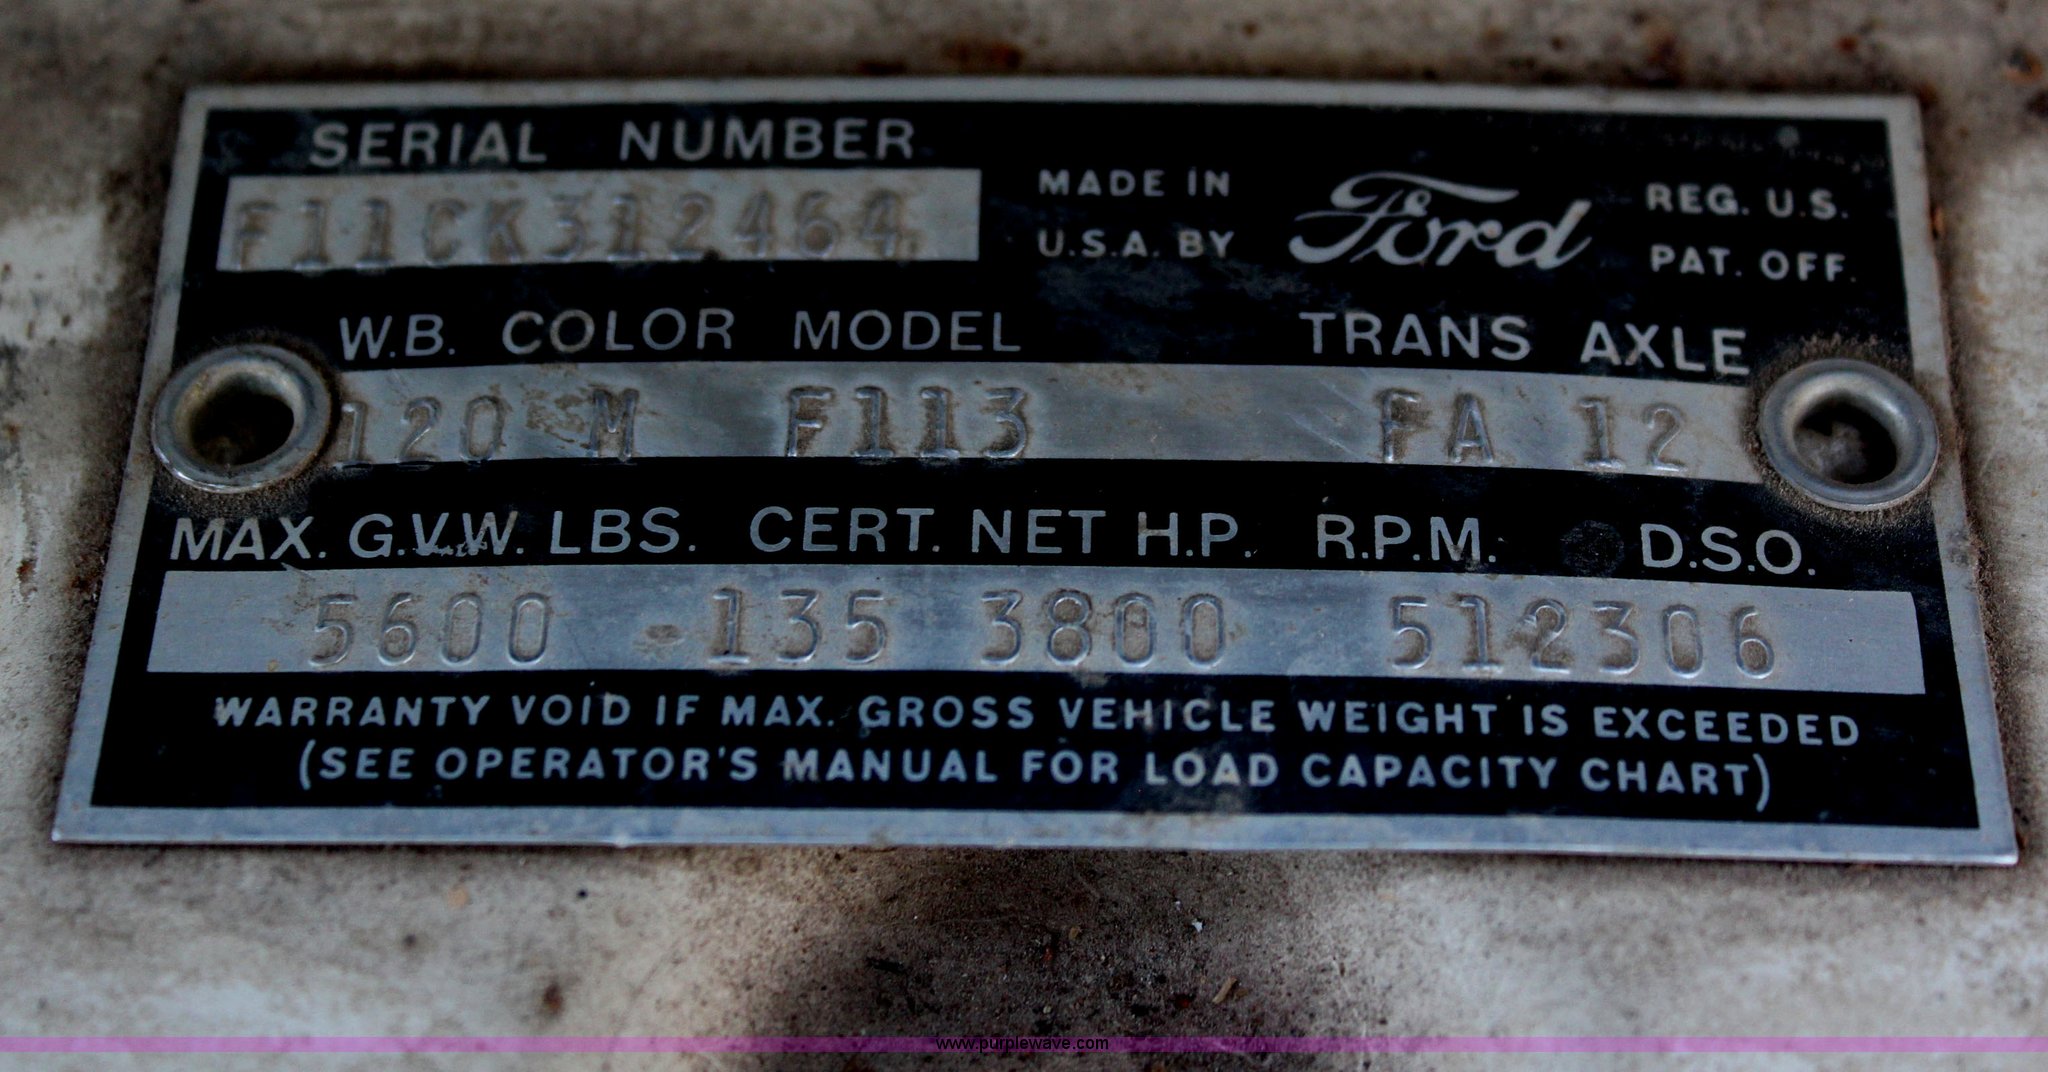 SERIAL NUMBER
F11CK312464
MADE IN
U.S.A. BY
Ford
REG. U.S.
PAT. OFF.
W.B. COLOR MODEL TRANS AXLE
120 M F113 FA 12
MAX. G.V.W. LBS. CERT. NET H.P. R.P.M. D.S.O.
5600 135 3800 512306
WARRANTY VOID IF MAX. GROSS VEHICLE WEIGHT IS EXCEEDED
(SEE OPERATOR'S MANUAL FOR LOAD CAPACITY CHART)
www.purplewave.com